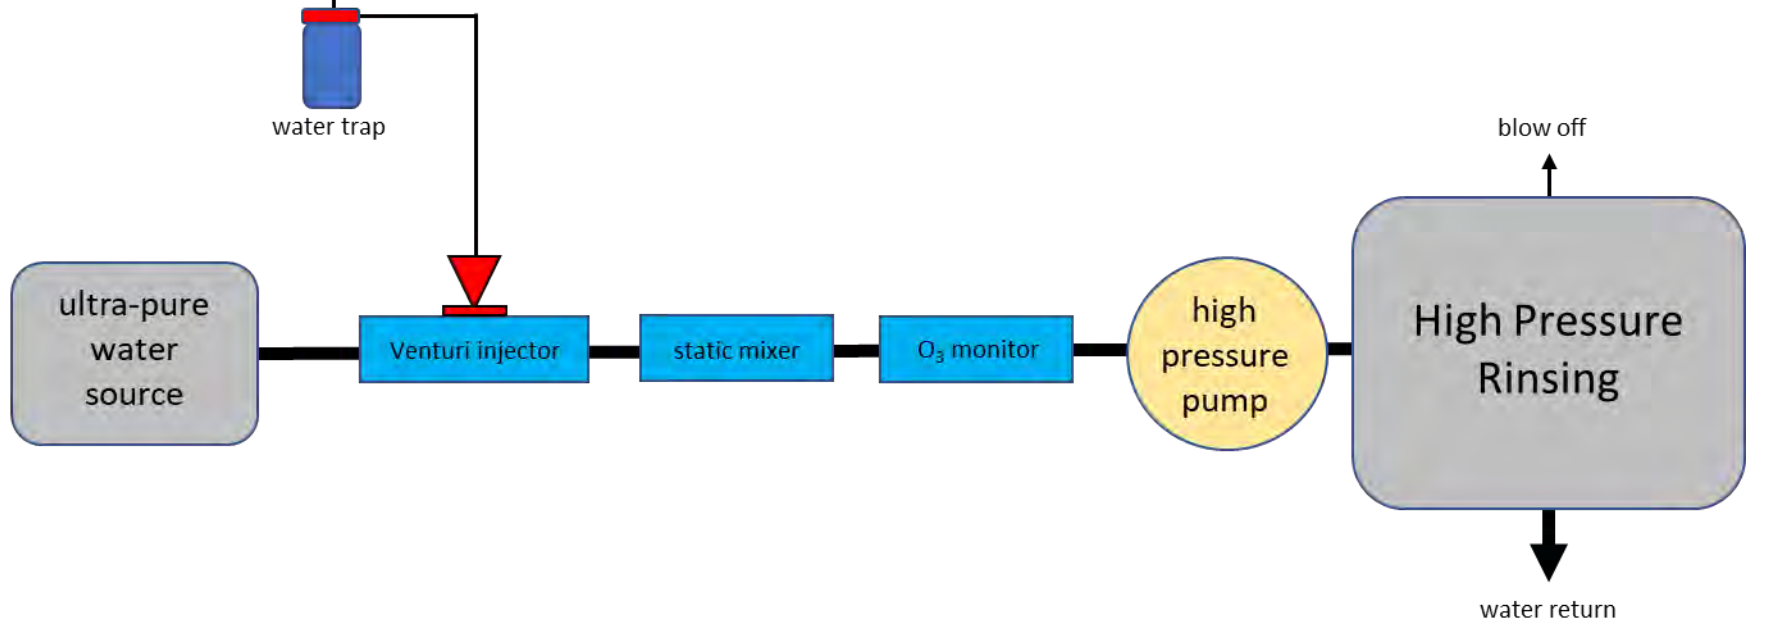 water trap
blow off
ultra-pure
water
source
Venturi injector
static mixer
O₃ monitor
high
pressure
pump
High Pressure
Rinsing
water return